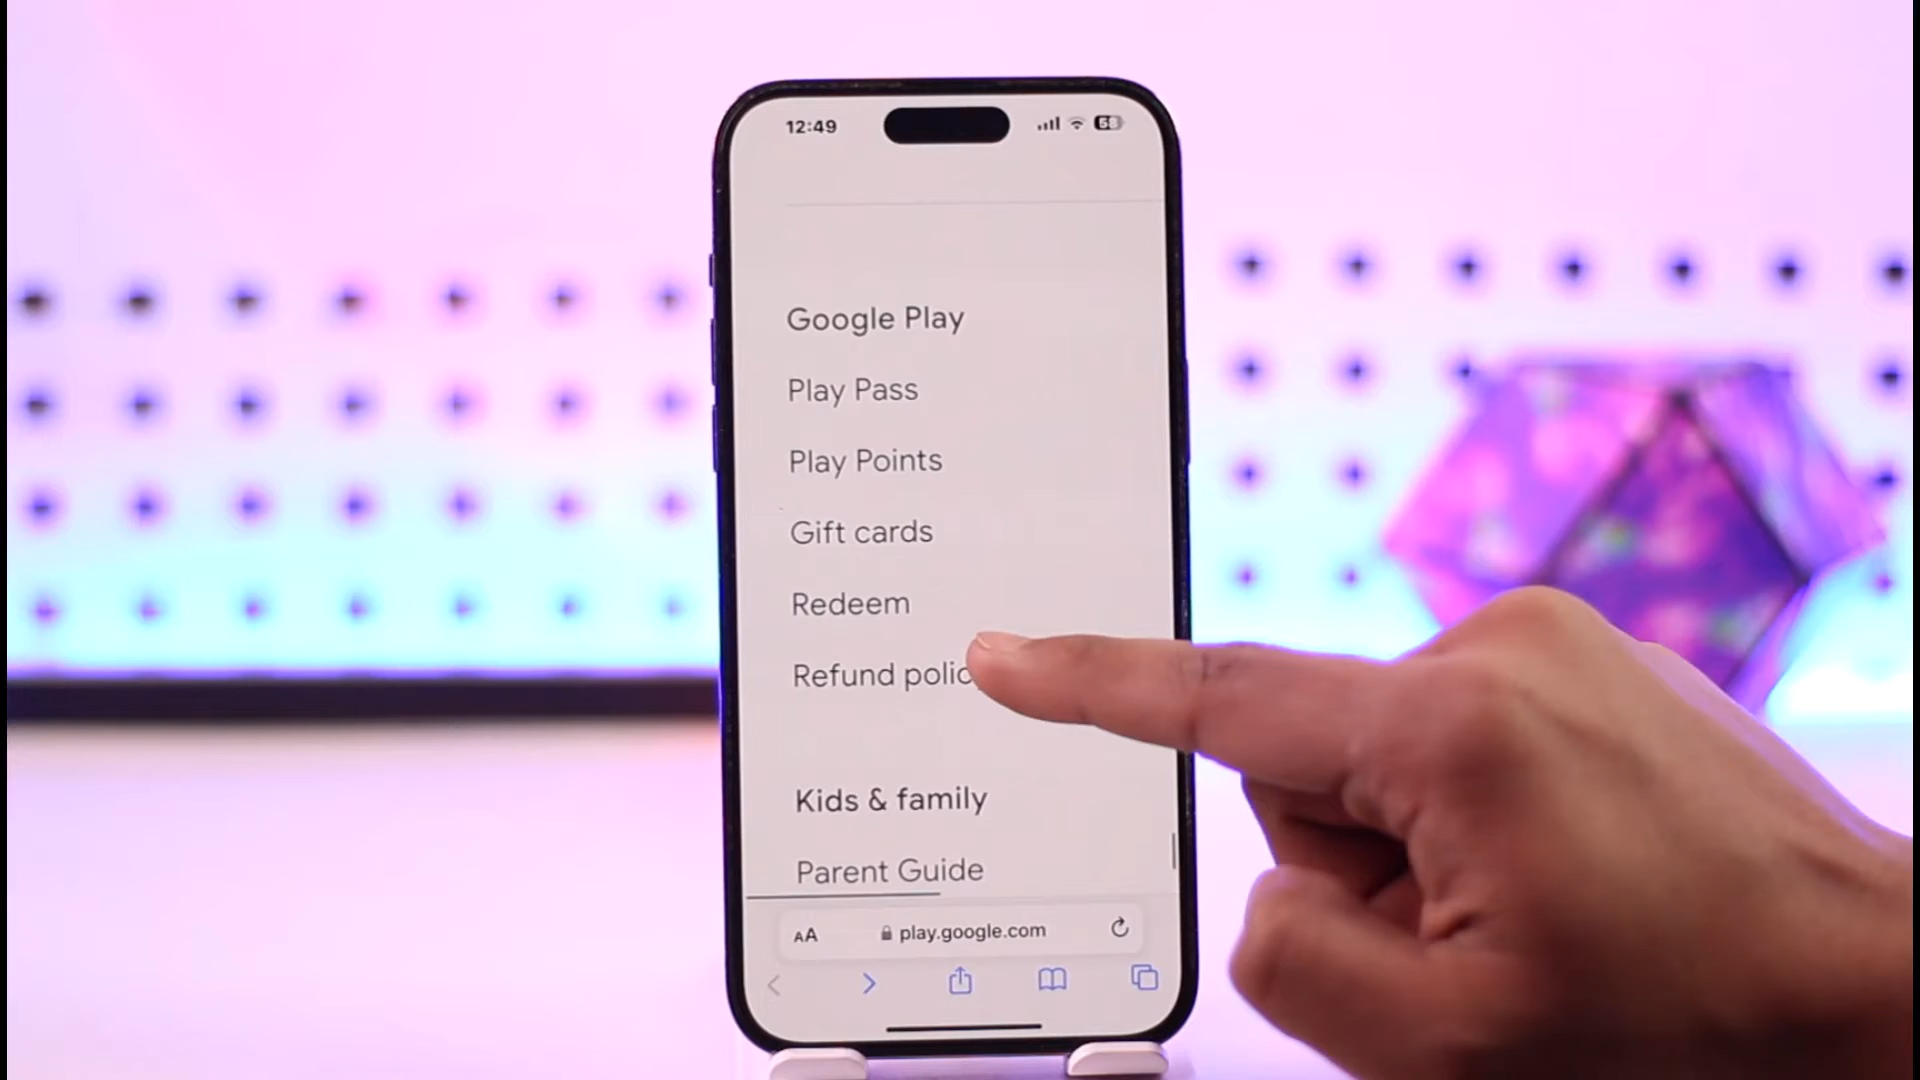 12:49
58
Google Play
Play Pass
Play Points
Gift cards
Redeem
Refund polic
Kids & family
Parent Guide
AA
play.google.com